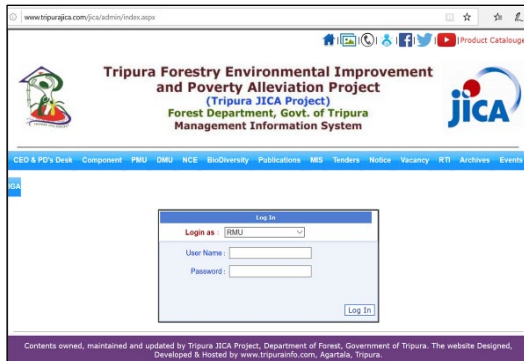 www.tripurajica.com/jica/admin/index.aspx
Product Catalouge
Tripura Forestry Environmental Improvement
and Poverty Alleviation Project
(Tripura JICA Project)
Forest Department, Govt. of Tripura
Management Information System
jica
CEO & PD's Desk Component PMU DMU NCE BioDiversity Publications MIS Tenders Notice Vacancy RTI Archives Events
IGA
Log In
Login as : RMU
User Name :
Password :
Log In
Contents owned, maintained and updated by Tripura JICA Project, Department of Forest, Government of Tripura. The website Designed,
Developed & Hosted by www.tripurainfo.com, Agartala, Tripura.